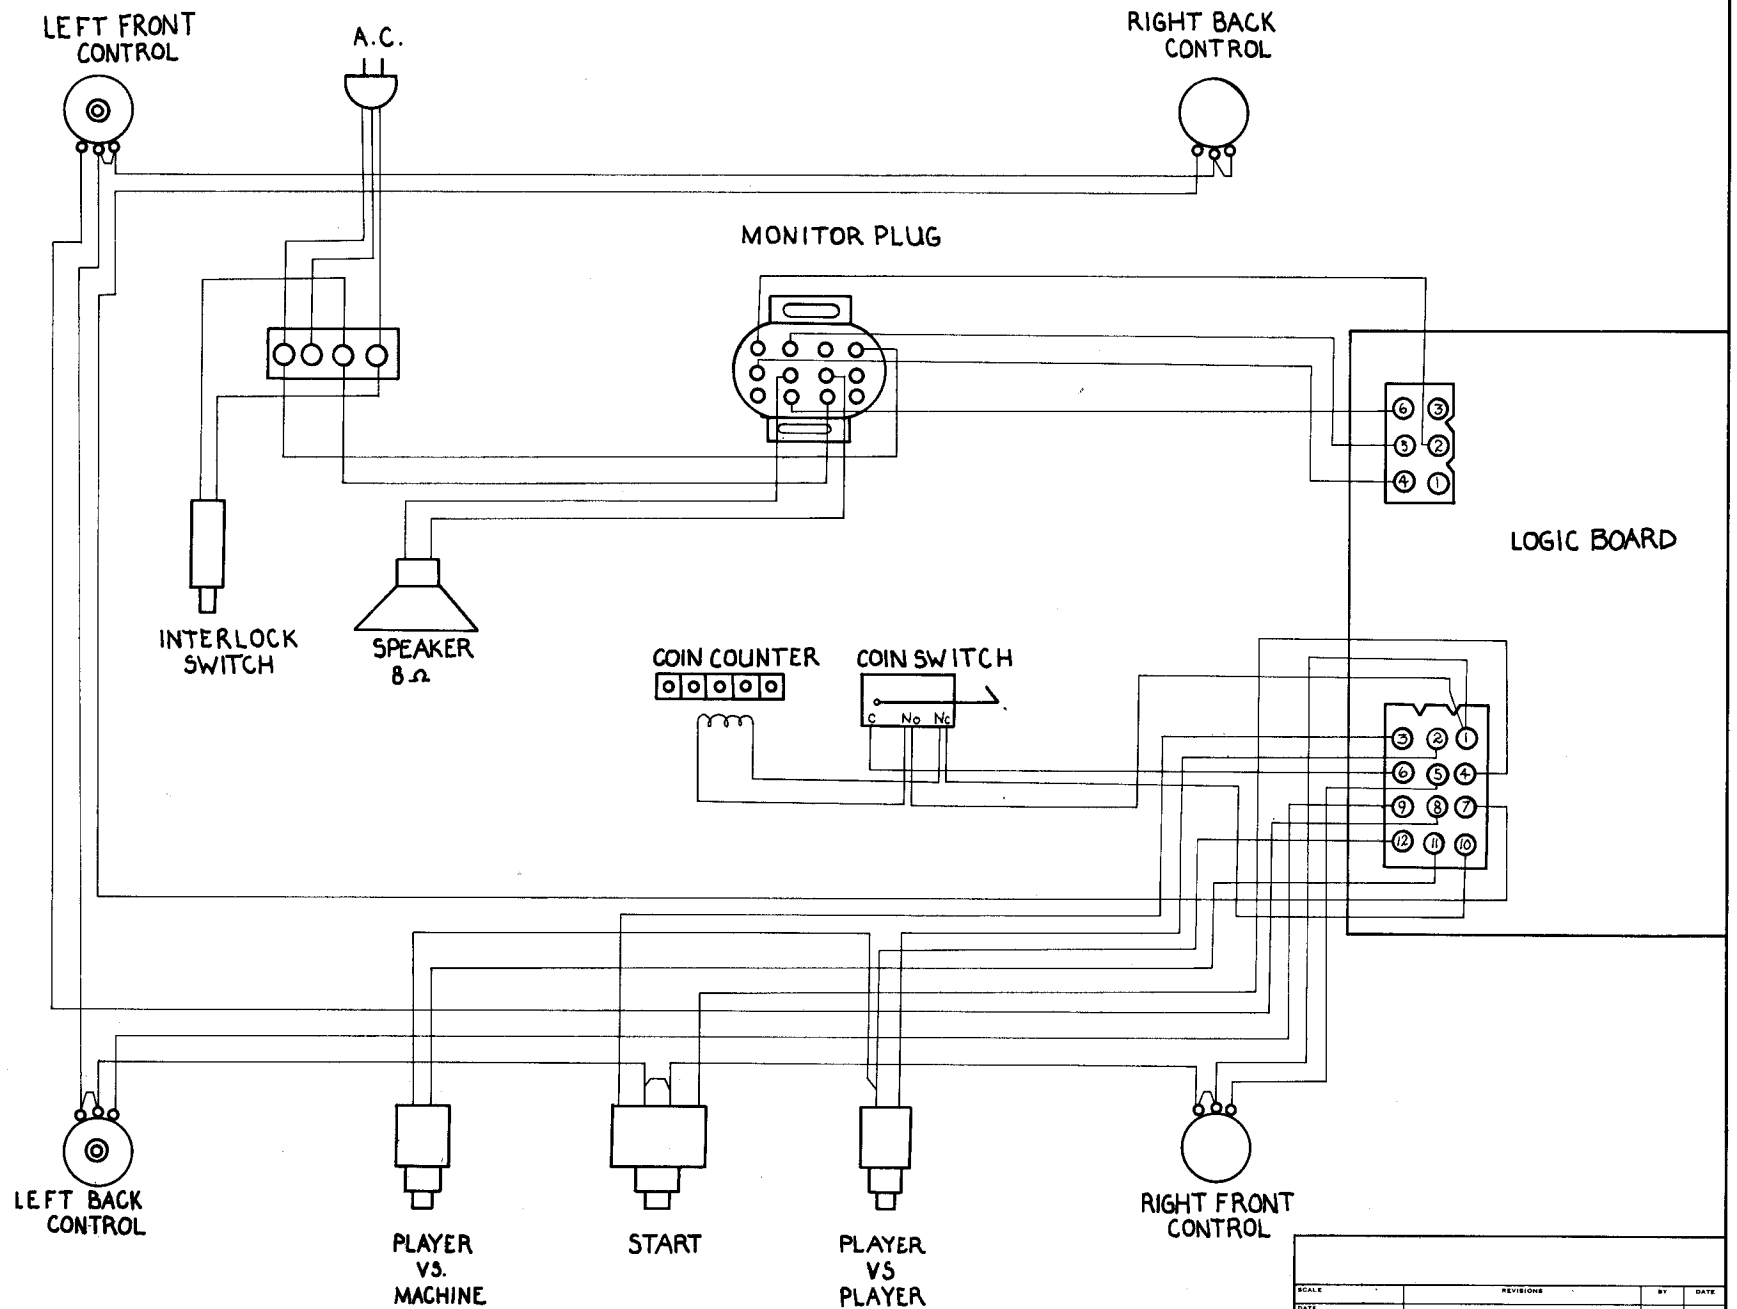 LEFT FRONT
CONTROL
A.C.
RIGHT BACK
CONTROL
MONITOR PLUG
6 3
5 2
4 1
LOGIC BOARD
INTERLOCK
SWITCH
SPEAKER
8Ω
COIN COUNTER
COIN SWITCH
C NO NC
3 2 1
6 5 4
9 8 7
12 11 10
LEFT BACK
CONTROL
PLAYER
VS.
MACHINE
START
PLAYER
VS
PLAYER
RIGHT FRONT
CONTROL
SCALE REVISIONS BY DATE
DATE